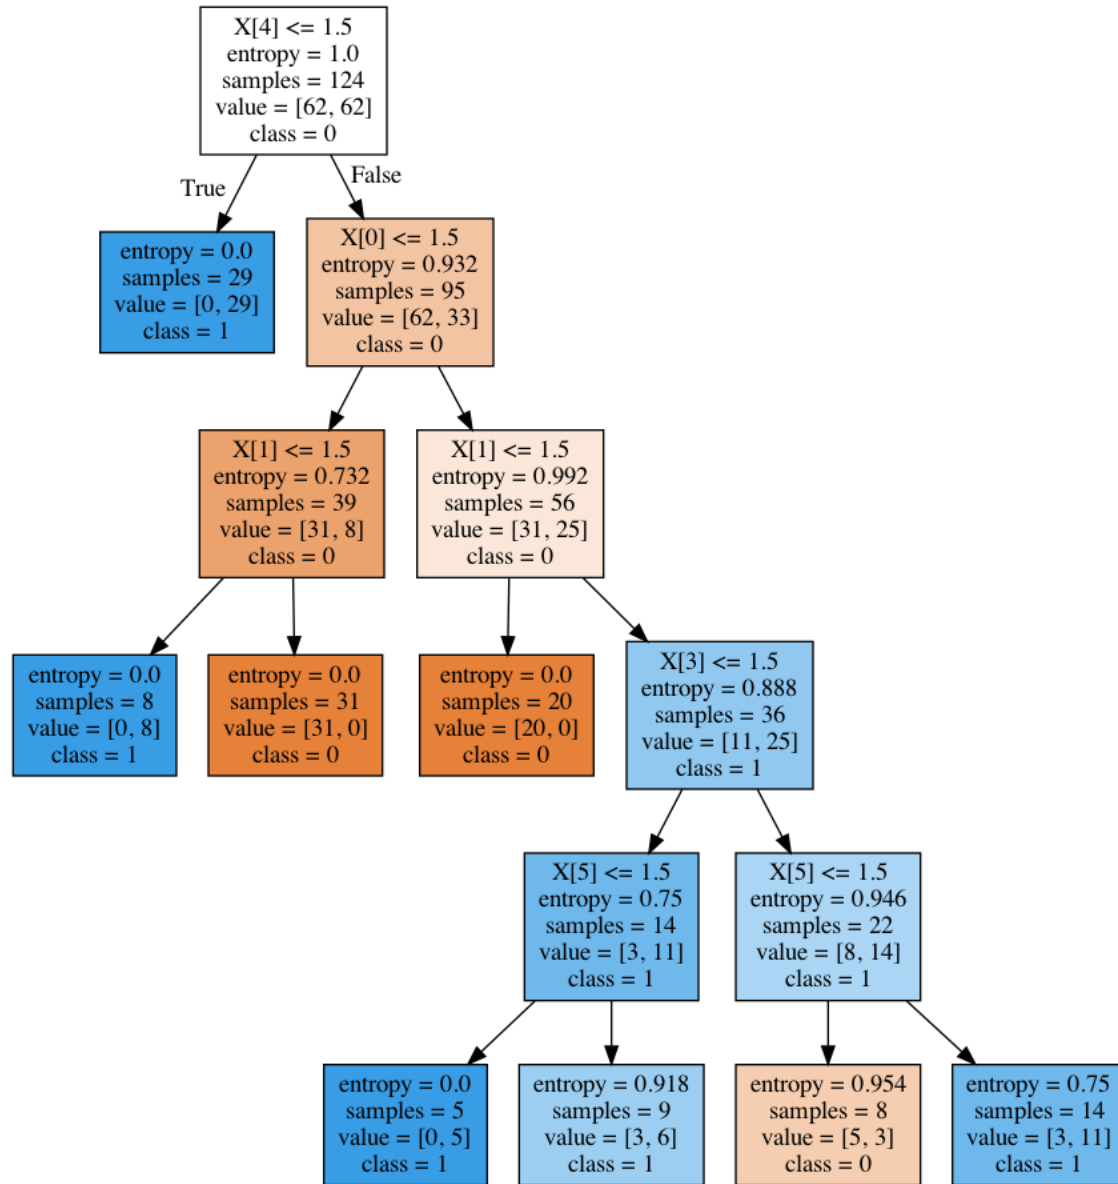 X[4] <= 1.5
entropy = 1.0
samples = 124
value = [62, 62]
class = 0
True
False
entropy = 0.0
samples = 29
value = [0, 29]
class = 1
X[0] <= 1.5
entropy = 0.932
samples = 95
value = [62, 33]
class = 0
X[1] <= 1.5
entropy = 0.732
samples = 39
value = [31, 8]
class = 0
X[1] <= 1.5
entropy = 0.992
samples = 56
value = [31, 25]
class = 0
entropy = 0.0
samples = 8
value = [0, 8]
class = 1
entropy = 0.0
samples = 31
value = [31, 0]
class = 0
entropy = 0.0
samples = 20
value = [20, 0]
class = 0
X[3] <= 1.5
entropy = 0.888
samples = 36
value = [11, 25]
class = 1
X[5] <= 1.5
entropy = 0.75
samples = 14
value = [3, 11]
class = 1
X[5] <= 1.5
entropy = 0.946
samples = 22
value = [8, 14]
class = 1
entropy = 0.0
samples = 5
value = [0, 5]
class = 1
entropy = 0.918
samples = 9
value = [3, 6]
class = 1
entropy = 0.954
samples = 8
value = [5, 3]
class = 0
entropy = 0.75
samples = 14
value = [3, 11]
class = 1